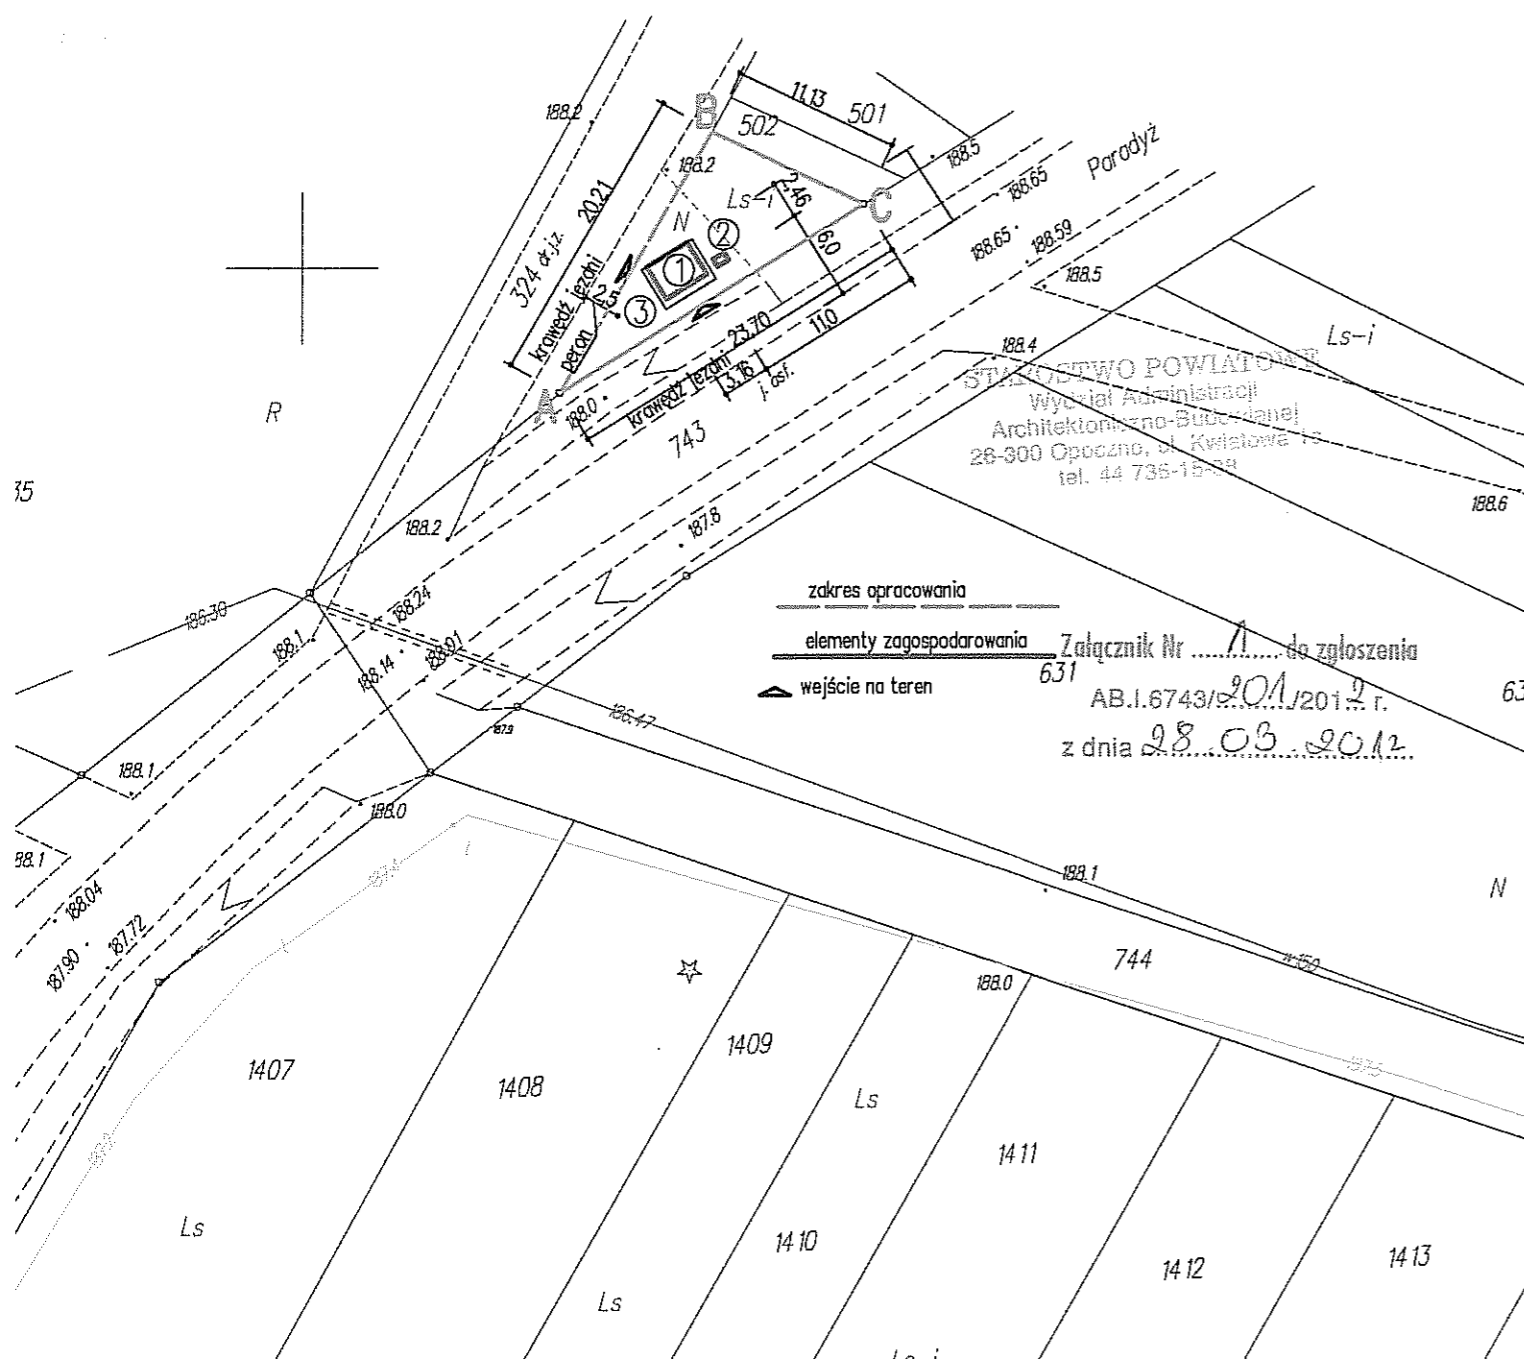 188.2
B
11,13
502
501
188.5
188.2
Paradyż
20,21
Ls-i
2,46
188.65
C
N
2
6,0
188.65
188.59
324 dr.j.z.
1
188.5
krawędź jezdni
3
peron
23,70
11,0
Ls-i
188.4
A
188.0
krawędź jezdni
3,16
j. asf.
STAROSTWO POWIATOWE
Wydział Administracji
Architektoniczno-Budowlanej
26-300 Opoczno, ul. Kwiatowa 1a
tel. 44 736-15-
R
743
35
188.6
188.2
187.8
zakres opracowania
186.30
188.24
elementy zagospodarowania
Załącznik Nr 1 do zgłoszenia
188.1
188.14
188.01
631
63
wejście na teren
AB.I.6743/201/2012 r.
186.47
187.9
z dnia 28.03.2012
188.1
188.0
88.1
188.1
188.04
N
187.90
187.72
744
188.0
1407
1408
1409
Ls
1411
Ls
1410
1412
1413
Ls
Ls-i